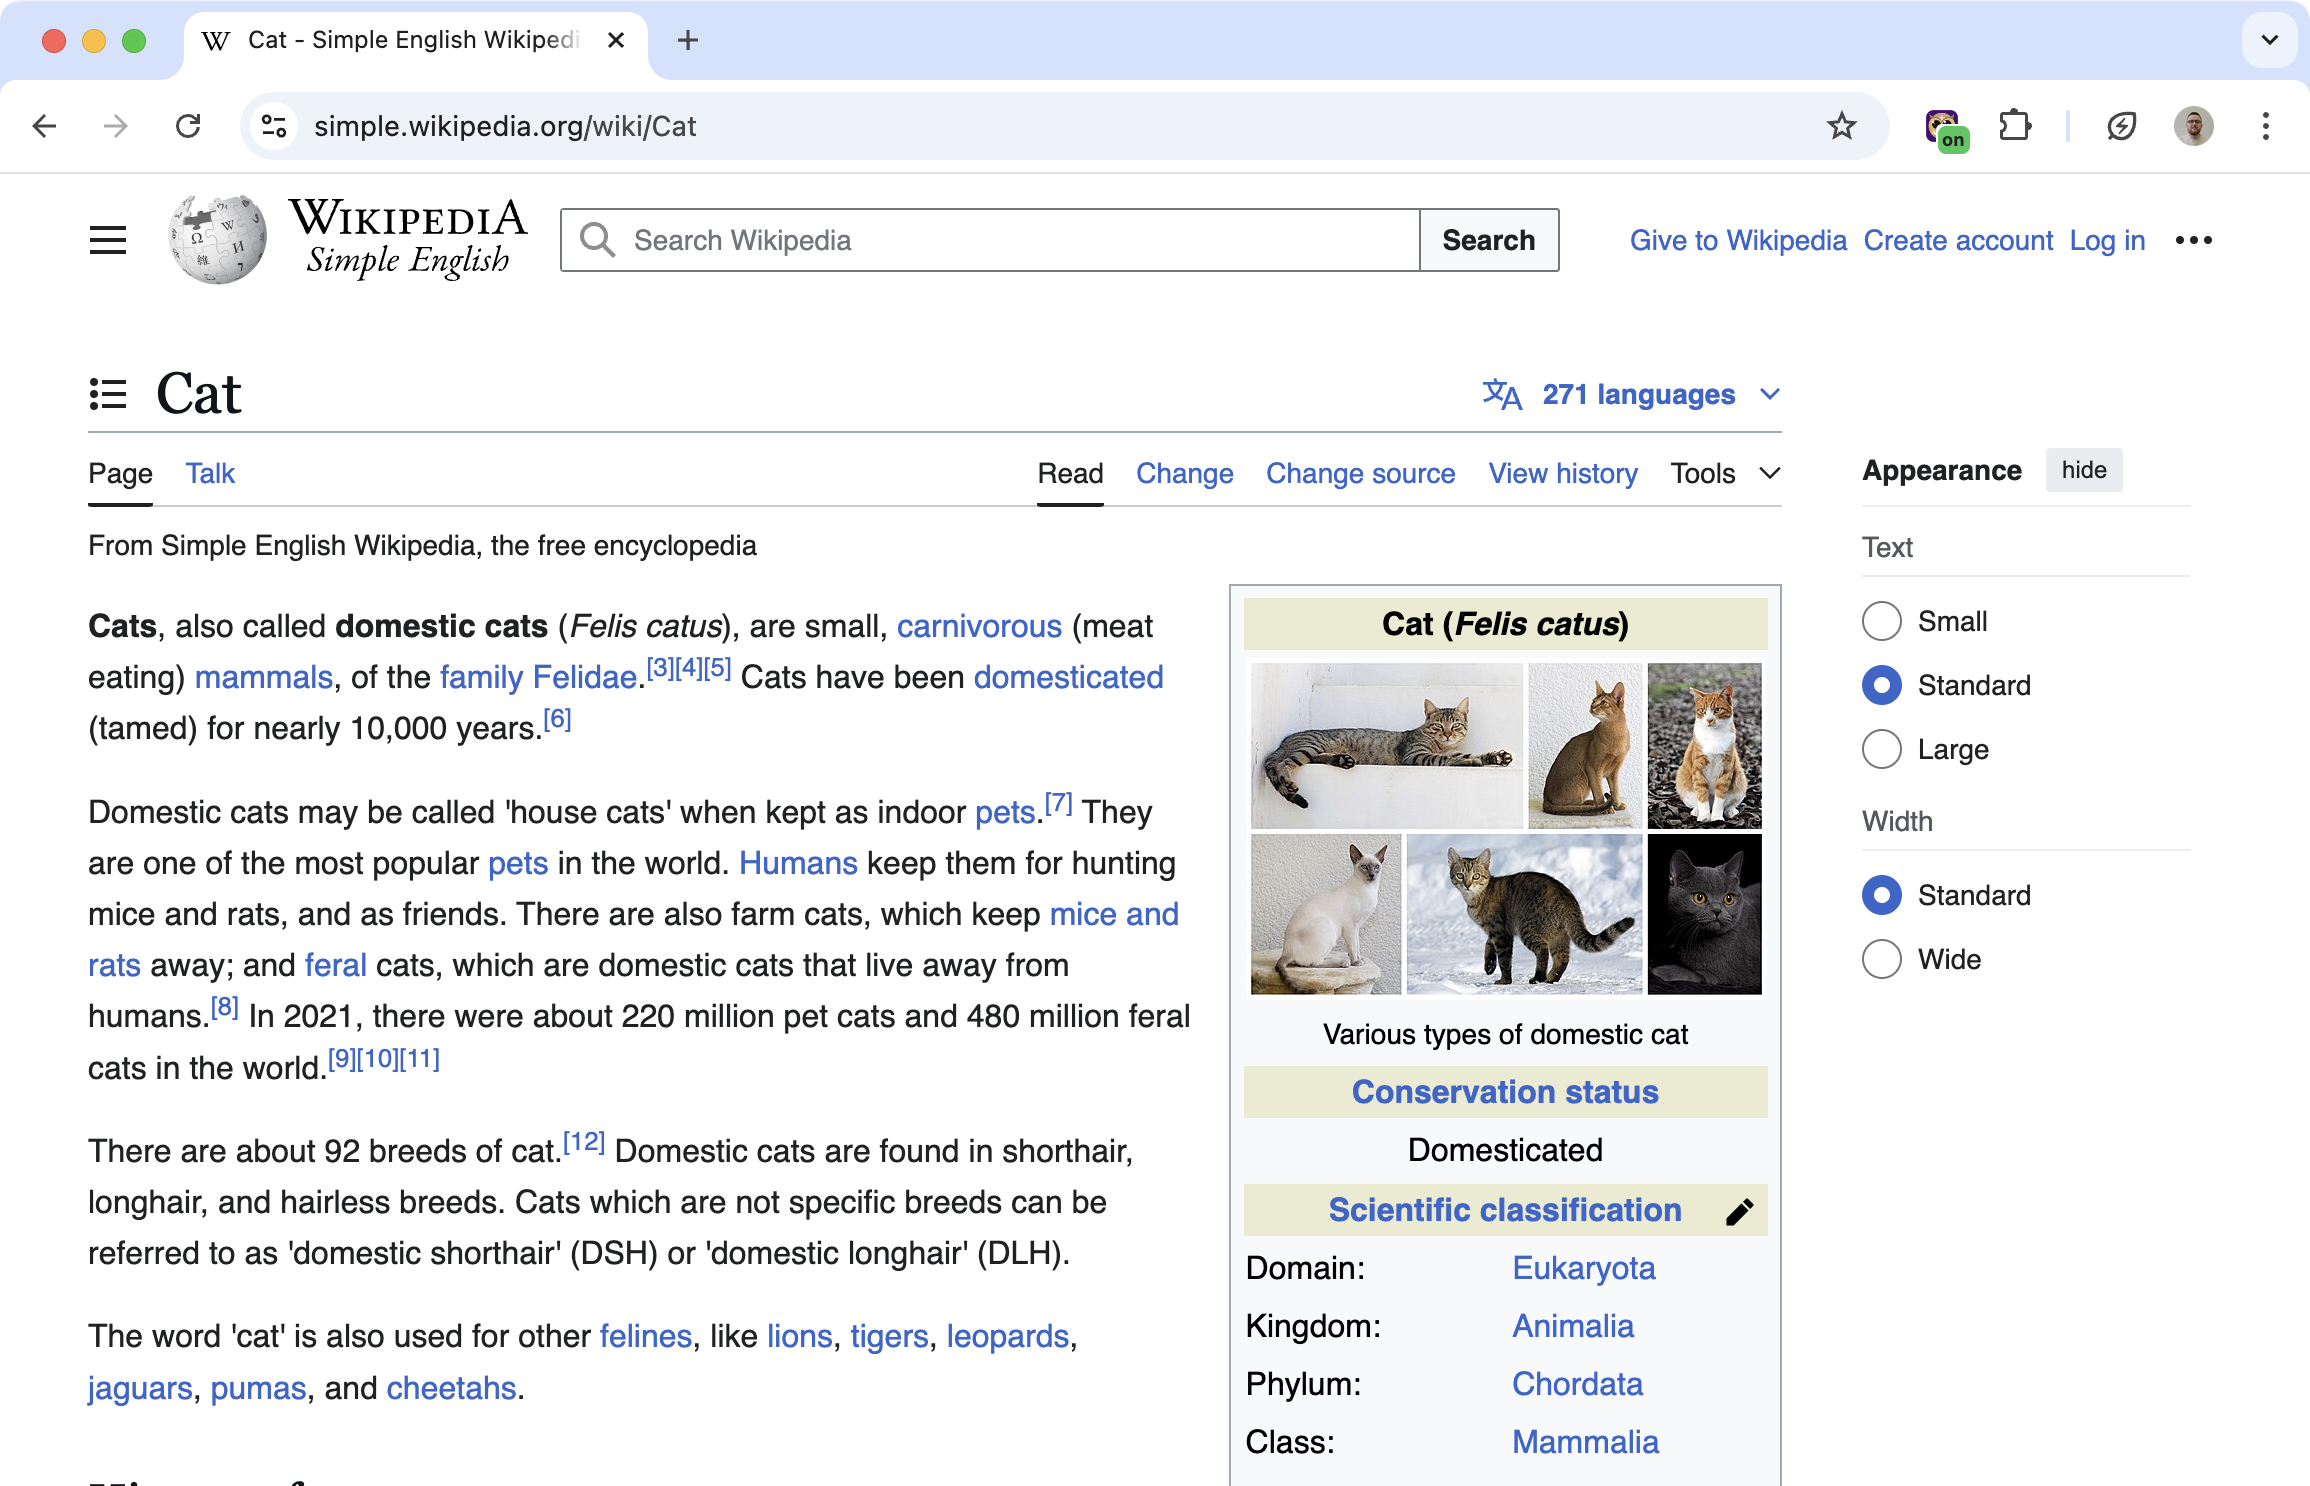 Cat - Simple English Wikipedi
simple.wikipedia.org/wiki/Cat
on
WIKIPEDIA
Simple English
Search Wikipedia
Search
Give to Wikipedia Create account Log in
Cat
271 languages
Page Talk
Read Change Change source View history Tools
From Simple English Wikipedia, the free encyclopedia
Cats, also called domestic cats (Felis catus), are small, carnivorous (meat
eating) mammals, of the family Felidae.[3][4][5] Cats have been domesticated
(tamed) for nearly 10,000 years.[6]
Domestic cats may be called 'house cats' when kept as indoor pets.[7] They
are one of the most popular pets in the world. Humans keep them for hunting
mice and rats, and as friends. There are also farm cats, which keep mice and
rats away; and feral cats, which are domestic cats that live away from
humans.[8] In 2021, there were about 220 million pet cats and 480 million feral
cats in the world.[9][10][11]
There are about 92 breeds of cat.[12] Domestic cats are found in shorthair,
longhair, and hairless breeds. Cats which are not specific breeds can be
referred to as 'domestic shorthair' (DSH) or 'domestic longhair' (DLH).
The word 'cat' is also used for other felines, like lions, tigers, leopards,
jaguars, pumas, and cheetahs.
Cat (Felis catus)
Various types of domestic cat
Conservation status
Domesticated
Scientific classification
Domain: Eukaryota
Kingdom: Animalia
Phylum: Chordata
Class: Mammalia
Appearance hide
Text
Small
Standard
Large
Width
Standard
Wide